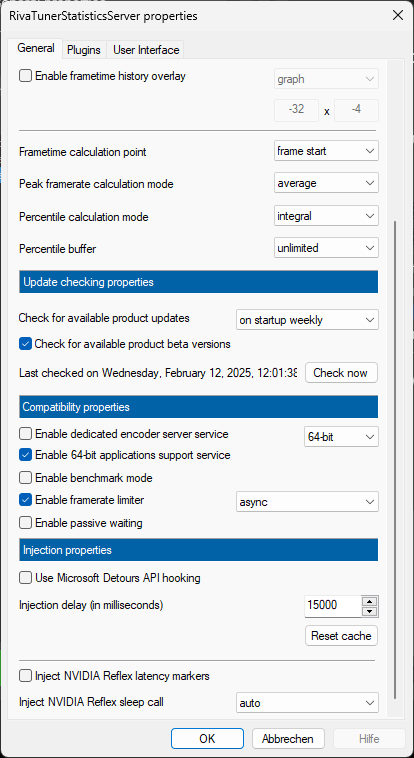 RivaTunerStatisticsServer properties
General Plugins User Interface
Enable frametime history overlay graph
-32 x -4
Frametime calculation point frame start
Peak framerate calculation mode average
Percentile calculation mode integral
Percentile buffer unlimited
Update checking properties
Check for available product updates on startup weekly
Check for available product beta versions
Last checked on Wednesday, February 12, 2025, 12:01:38 Check now
Compatibility properties
Enable dedicated encoder server service 64-bit
Enable 64-bit applications support service
Enable benchmark mode
Enable framerate limiter async
Enable passive waiting
Injection properties
Use Microsoft Detours API hooking
Injection delay (in milliseconds) 15000
Reset cache
Inject NVIDIA Reflex latency markers
Inject NVIDIA Reflex sleep call auto
OK Abbrechen Hilfe